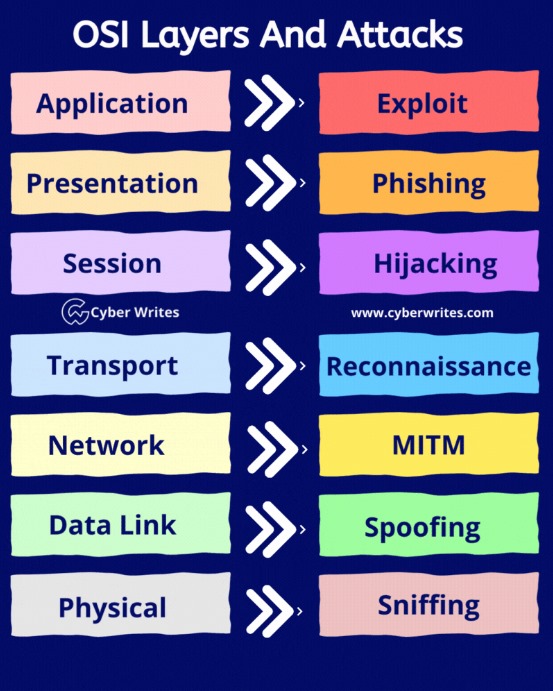 OSI Layers And Attacks
Application Exploit
Presentation Phishing
Session Hijacking
Cyber Writes www.cyberwrites.com
Transport Reconnaissance
Network MITM
Data Link Spoofing
Physical Sniffing